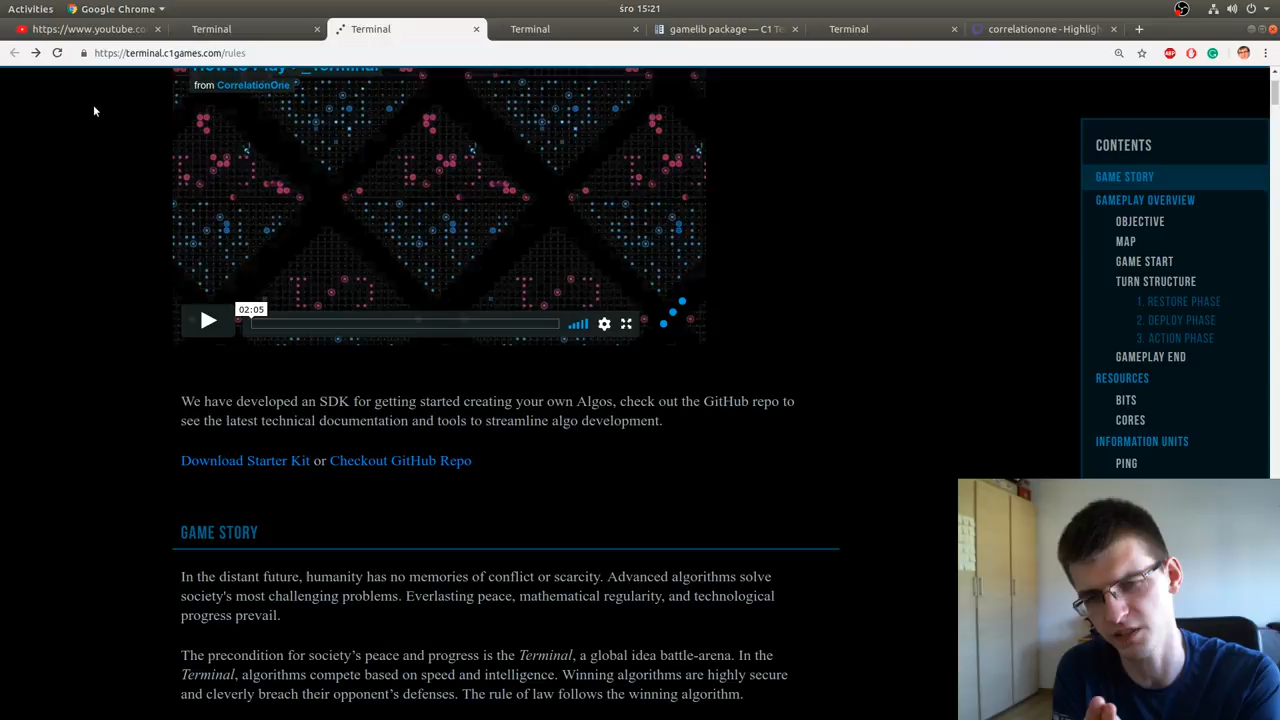 Activities
Google Chrome
śro 15:21
https://www.youtube.co
Terminal
Terminal
Terminal
gamelib package — C1 Te
Terminal
correlationone - Highligh
https://terminal.c1games.com/rules
How to Play - _Terminal
from CorrelationOne
02:05
We have developed an SDK for getting started creating your own Algos, check out the GitHub repo to
see the latest technical documentation and tools to streamline algo development.
Download Starter Kit or Checkout GitHub Repo
GAME STORY
In the distant future, humanity has no memories of conflict or scarcity. Advanced algorithms solve
society's most challenging problems. Everlasting peace, mathematical regularity, and technological
progress prevail.
The precondition for society’s peace and progress is the Terminal, a global idea battle-arena. In the
Terminal, algorithms compete based on speed and intelligence. Winning algorithms are highly secure
and cleverly breach their opponent’s defenses. The rule of law follows the winning algorithm.
CONTENTS
GAME STORY
GAMEPLAY OVERVIEW
OBJECTIVE
MAP
GAME START
TURN STRUCTURE
1. RESTORE PHASE
2. DEPLOY PHASE
3. ACTION PHASE
GAMEPLAY END
RESOURCES
BITS
CORES
INFORMATION UNITS
PING